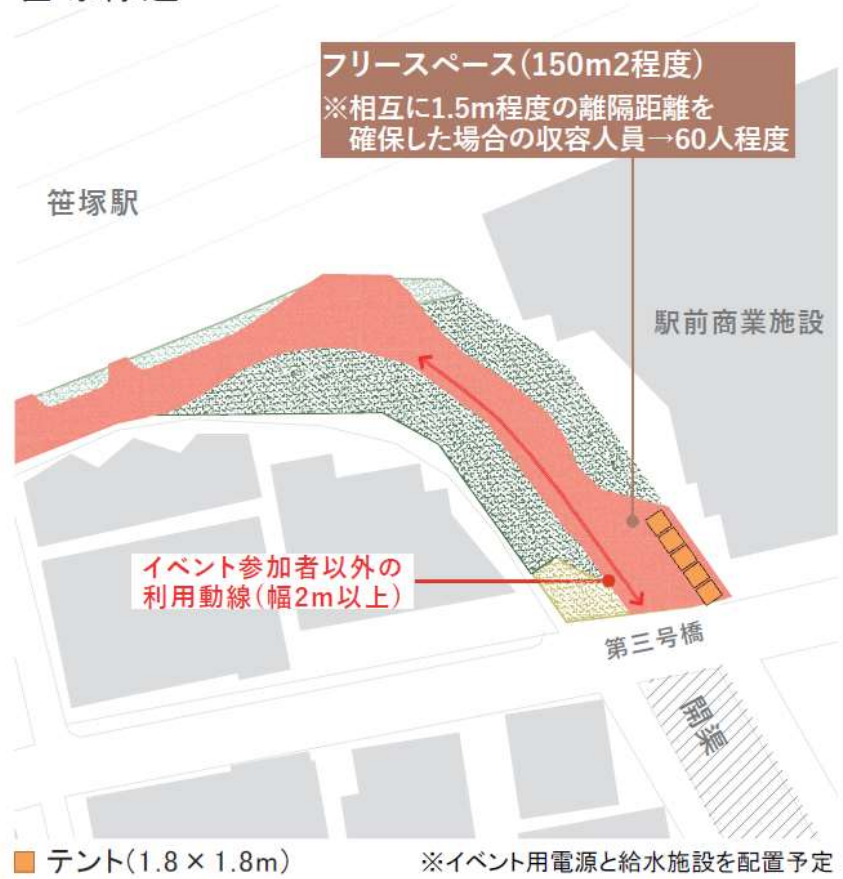 フリースペース(150m2程度)
※相互に1.5m程度の離隔距離を
確保した場合の収容人員→60人程度
笹塚駅
駅前商業施設
イベント参加者以外の
利用動線(幅2m以上)
第三号橋
開渠
テント(1.8×1.8m)
※イベント用電源と給水施設を配置予定